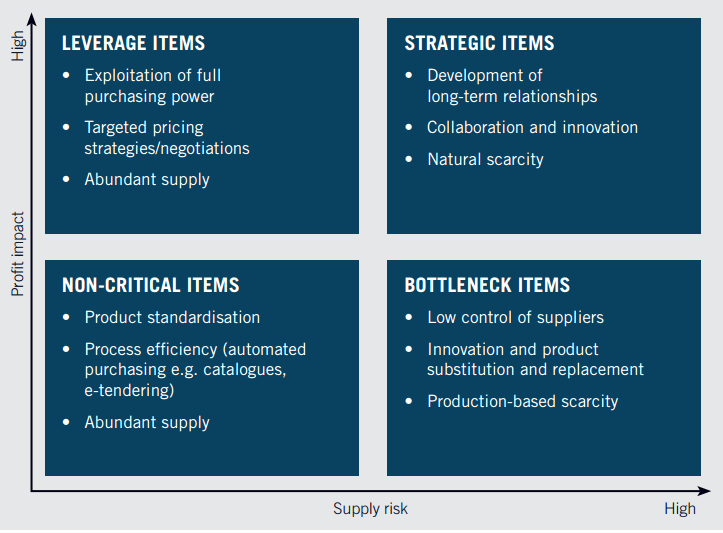 High
Profit impact
LEVERAGE ITEMS
• Exploitation of full
purchasing power
• Targeted pricing
strategies/negotiations
• Abundant supply
STRATEGIC ITEMS
• Development of
long-term relationships
• Collaboration and innovation
• Natural scarcity
NON-CRITICAL ITEMS
• Product standardisation
• Process efficiency (automated
purchasing e.g. catalogues,
e-tendering)
• Abundant supply
BOTTLENECK ITEMS
• Low control of suppliers
• Innovation and product
substitution and replacement
• Production-based scarcity
Supply risk
High